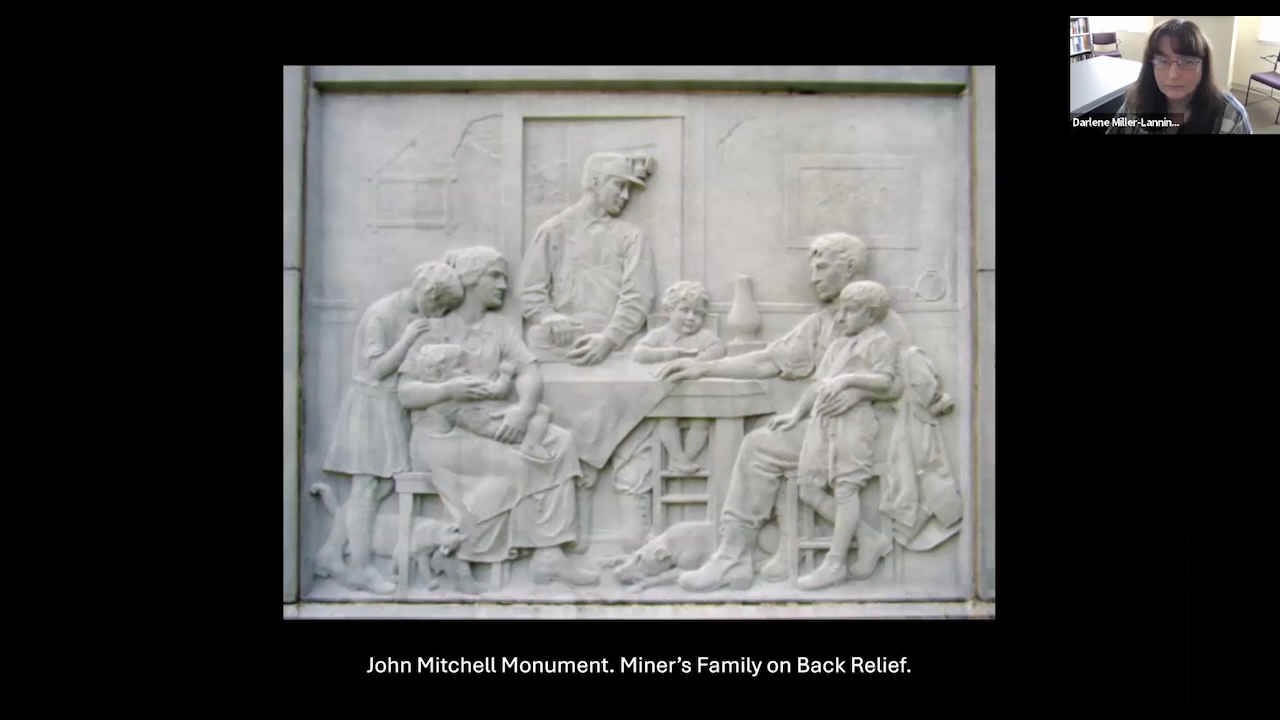 Darlene Miller-Lannin...
John Mitchell Monument. Miner's Family on Back Relief.